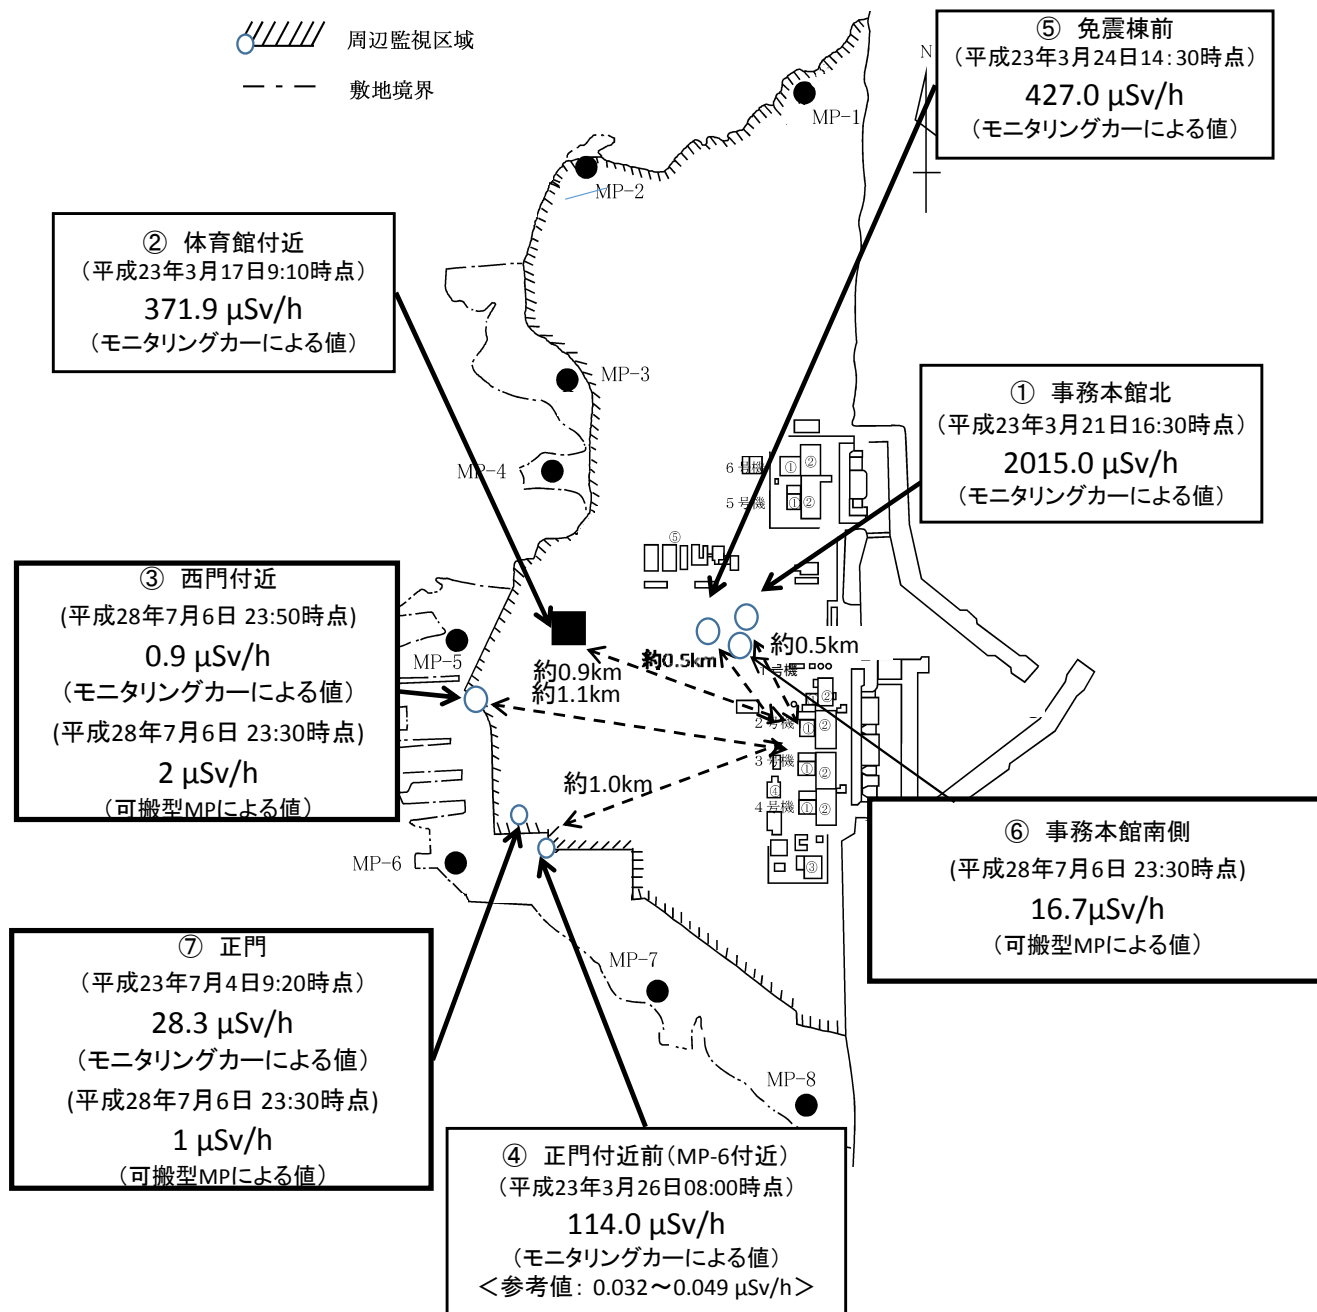 周辺監視区域
敷地境界
⑤ 免震棟前
(平成23年3月24日14:30時点)
427.0 μSv/h
(モニタリングカーによる値)
N
MP-1
MP-2
② 体育館付近
(平成23年3月17日9:10時点)
371.9 μSv/h
(モニタリングカーによる値)
MP-3
① 事務本館北
(平成23年3月21日16:30時点)
2015.0 μSv/h
(モニタリングカーによる値)
MP-4
6号機
①
②
5号機
①
②
⑤
③ 西門付近
(平成28年7月6日 23:50時点)
0.9 μSv/h
(モニタリングカーによる値)
(平成28年7月6日 23:30時点)
2 μSv/h
(可搬型MPによる値)
MP-5
約0.9km
約1.1km
約0.5km
約0.5km
1号機
②
2号機
①
②
3号機
①
②
④
4号機
①
②
③
約1.0km
MP-6
⑥ 事務本館南側
(平成28年7月6日 23:30時点)
16.7μSv/h
(可搬型MPによる値)
⑦ 正門
(平成23年7月4日9:20時点)
28.3 μSv/h
(モニタリングカーによる値)
(平成28年7月6日 23:30時点)
1 μSv/h
(可搬型MPによる値)
MP-7
MP-8
④ 正門付近前(MP-6付近)
(平成23年3月26日08:00時点)
114.0 μSv/h
(モニタリングカーによる値)
<参考値: 0.032~0.049 μSv/h>